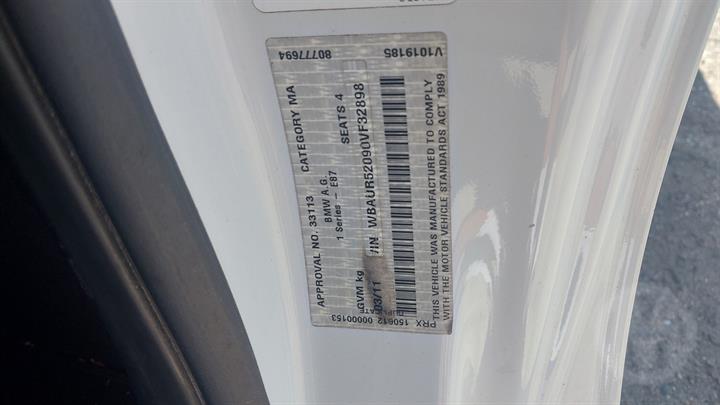 80777694 V1019185
APPROVAL NO. 33113 CATEGORY MA
BMW A.G.
1 Series - E87 SEATS 4
VIN WBAUR52090VF32898
GVM kg
03/11
THIS VEHICLE WAS MANUFACTURED TO COMPLY
WITH THE MOTOR VEHICLE STANDARDS ACT 1989
PRX 150612 00000153